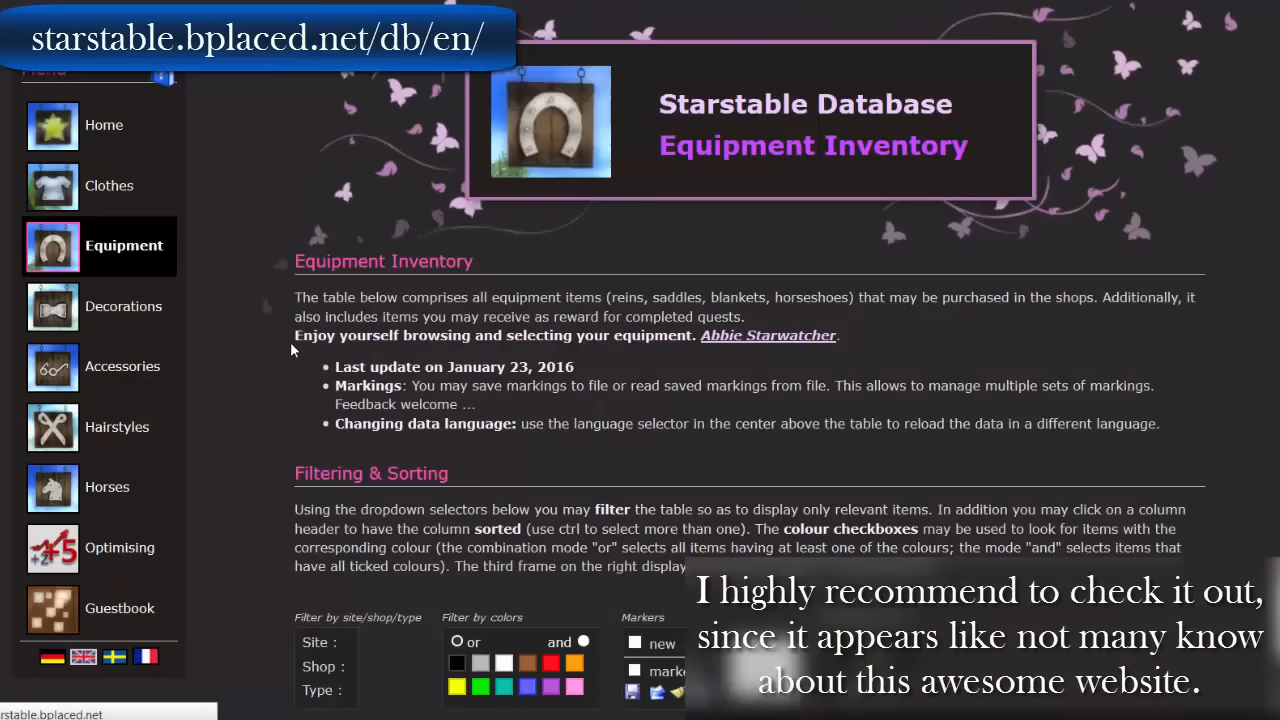 starstable.bplaced.net/db/en/
Menu
Home
Clothes
Equipment
Decorations
Accessories
Hairstyles
Horses
Optimising
Guestbook
Starstable Database
Equipment Inventory
Equipment Inventory
The table below comprises all equipment items (reins, saddles, blankets, horseshoes) that may be purchased in the shops. Additionally, it
also includes items you may receive as reward for completed quests.
Enjoy yourself browsing and selecting your equipment. Abbie Starwatcher.
• Last update on January 23, 2016
• Markings: You may save markings to file or read saved markings from file. This allows to manage multiple sets of markings.
Feedback welcome ...
• Changing data language: use the language selector in the center above the table to reload the data in a different language.
Filtering & Sorting
Using the dropdown selectors below you may filter the table so as to display only relevant items. In addition you may click on a column
header to have the column sorted (use ctrl to select more than one). The colour checkboxes may be used to look for items with the
corresponding colour (the combination mode "or" selects all items having at least one of the colours; the mode "and" selects items that
have all ticked colours). The third frame on the right display
Filter by site/shop/type
Site :
Shop :
Type :
Filter by colors
or and
Markers
new
marke
I highly recommend to check it out,
since it appears like not many know
about this awesome website.
rstable.bplaced.net